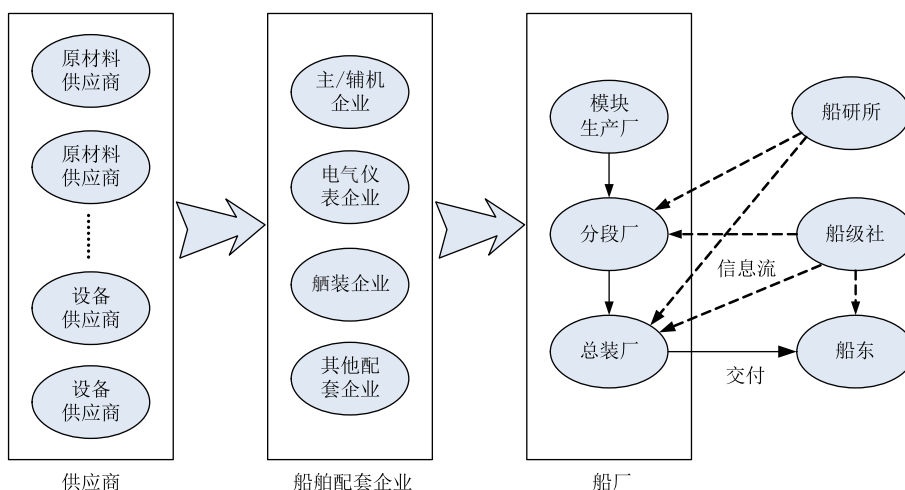 原材料
供应商
原材料
供应商
设备
供应商
设备
供应商
供应商
主/辅机
企业
电气仪
表企业
舾装企业
其他配
套企业
船舶配套企业
模块
生产厂
分段厂
总装厂
船厂
船研所
船级社
信息流
船东
交付